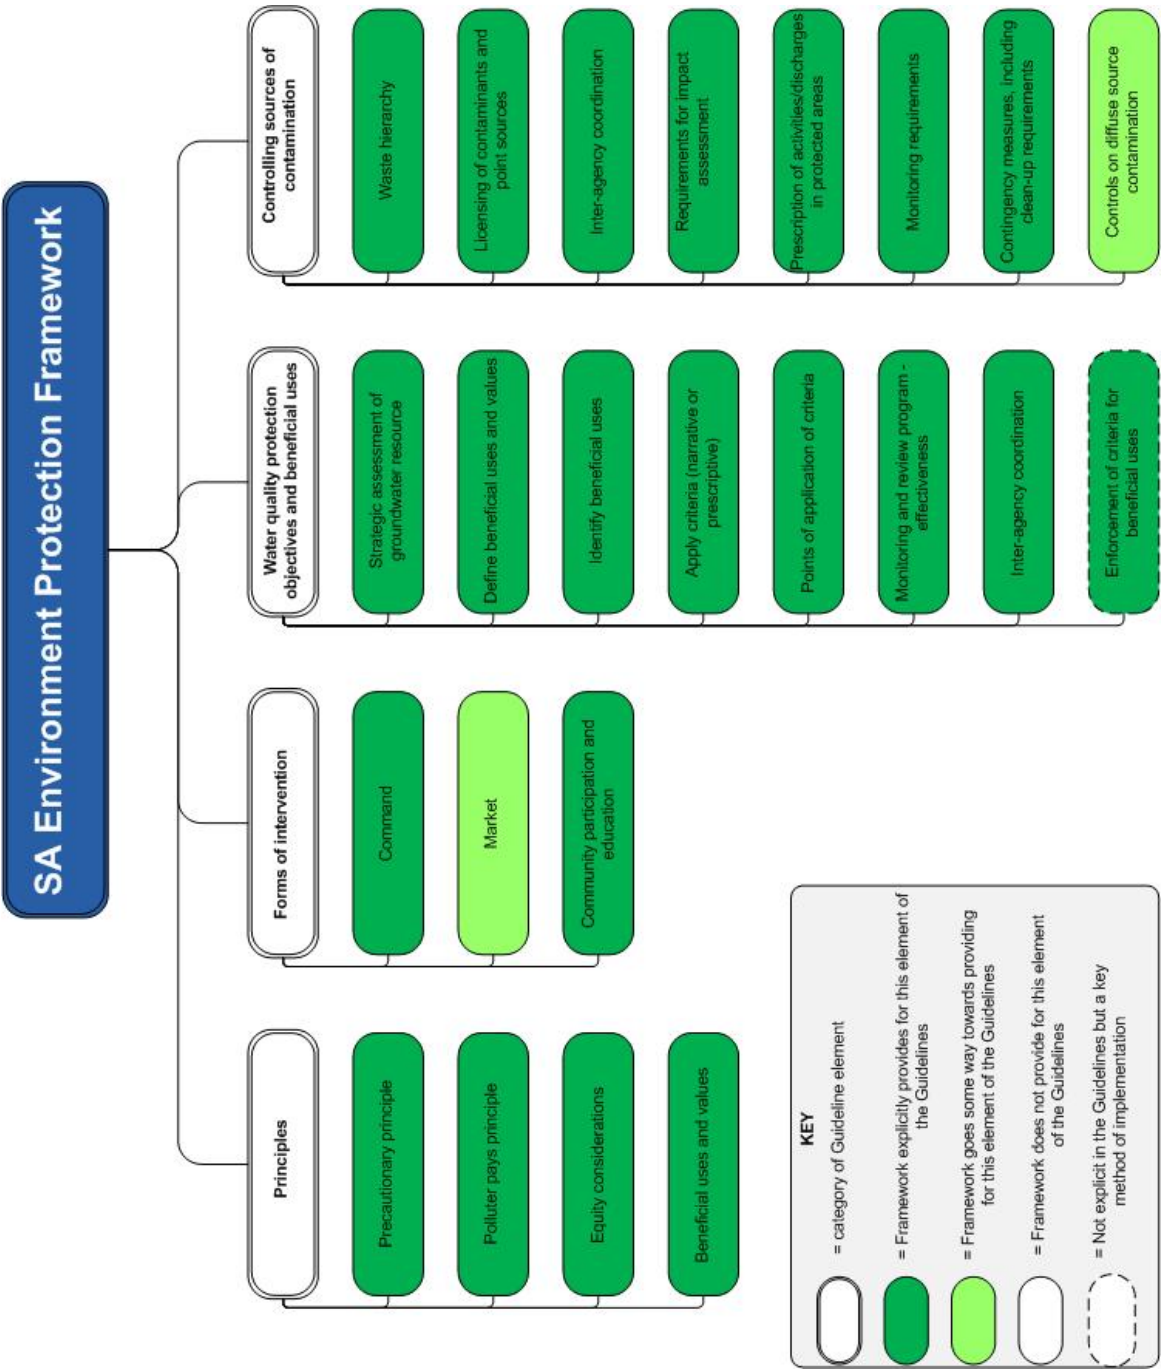 SA Environment Protection Framework
Principles
Precautionary principle
Polluter pays principle
Equity considerations
Beneficial uses and values
Forms of intervention
Command
Market
Community participation and
education
Water quality protection
objectives and beneficial uses
Strategic assessment of
groundwater resource
Define beneficial uses and values
Identify beneficial uses
Apply criteria (narrative or
prescriptive)
Points of application of criteria
Monitoring and review program -
effectiveness
Inter-agency coordination
Enforcement of criteria for
beneficial uses
Controlling sources of
contamination
Waste hierarchy
Licensing of contaminants and
point sources
Inter-agency coordination
Requirements for impact
assessment
Prescription of activities/discharges
in protected areas
Monitoring requirements
Contingency measures, including
clean-up requirements
Controls on diffuse source
contamination
KEY
= category of Guideline element
= Framework explicitly provides for this element of
the Guidelines
= Framework goes some way towards providing
for this element of the Guidelines
= Framework does not provide for this element
of the Guidelines
= Not explicit in the Guidelines but a key
method of implementation